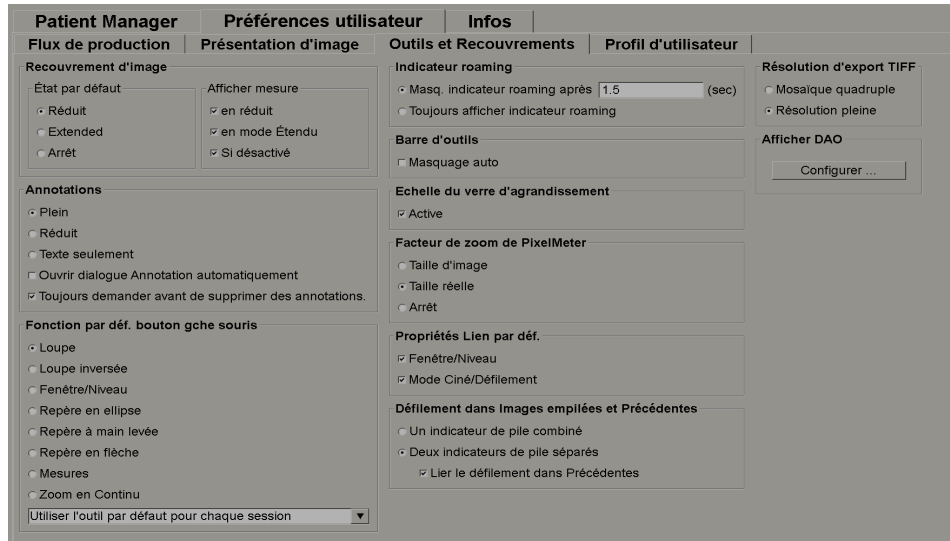 Patient Manager
Préférences utilisateur
Infos
Flux de production
Présentation d'image
Outils et Recouvrements
Profil d'utilisateur
Recouvrement d'image
État par défaut
Réduit
Extended
Arrêt
Afficher mesure
en réduit
en mode Étendu
Si désactivé
Annotations
Plein
Réduit
Texte seulement
Ouvrir dialogue Annotation automatiquement
Toujours demander avant de supprimer des annotations.
Fonction par déf. bouton gche souris
Loupe
Loupe inversée
Fenêtre/Niveau
Repère en ellipse
Repère à main levée
Repère en flèche
Mesures
Zoom en Continu
Utiliser l'outil par défaut pour chaque session
Indicateur roaming
Masq. indicateur roaming après 1.5 (sec)
Toujours afficher indicateur roaming
Barre d'outils
Masquage auto
Echelle du verre d'agrandissement
Active
Facteur de zoom de PixelMeter
Taille d'image
Taille réelle
Arrêt
Propriétés Lien par déf.
Fenêtre/Niveau
Mode Ciné/Défilement
Défilement dans Images empilées et Précédentes
Un indicateur de pile combiné
Deux indicateurs de pile séparés
Lier le défilement dans Précédentes
Résolution d'export TIFF
Mosaïque quadruple
Résolution pleine
Afficher DAO
Configurer ...